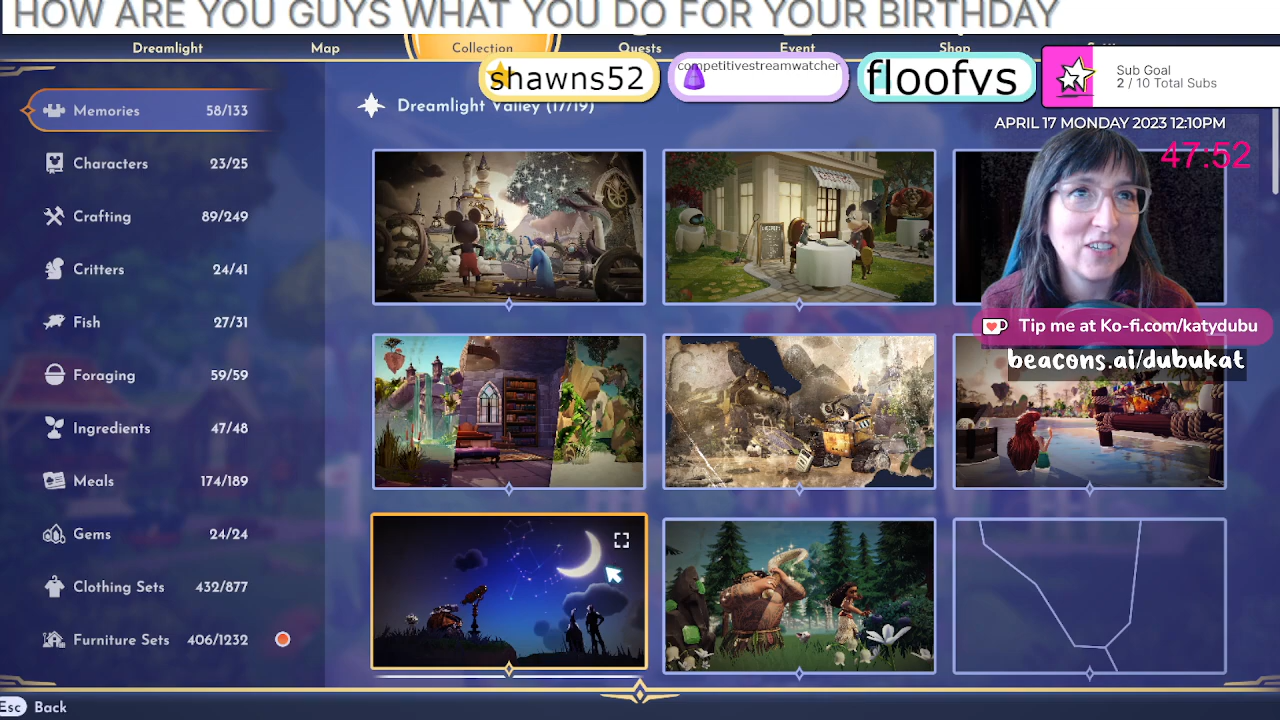 HOW ARE YOU GUYS WHAT YOU DO FOR YOUR BIRTHDAY
Dreamlight Map Collection Quests Event Shop
shawns52 competitivestreamwatcher floofys
Sub Goal
2 / 10 Total Subs
Dreamlight Valley (17/19)
APRIL 17 MONDAY 2023 12:10PM
47:52
Memories 58/133
Characters 23/25
Crafting 89/249
Critters 24/41
Fish 27/31
Foraging 59/59
Ingredients 47/48
Meals 174/189
Gems 24/24
Clothing Sets 432/877
Furniture Sets 406/1232
Tip me at Ko-fi.com/katydubu
beacons.ai/dubukat
Esc Back